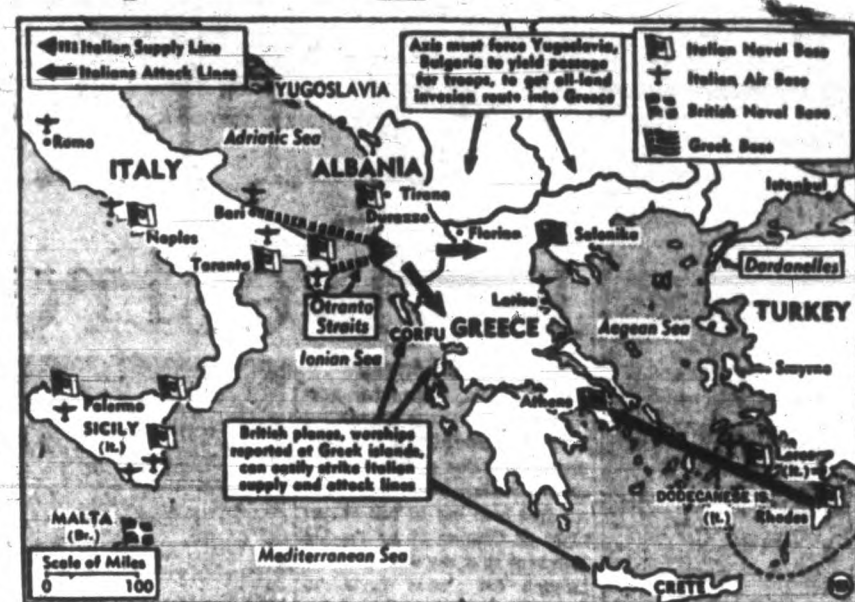 Italian Supply Line
Italians Attack Lines
Axis must force Yugoslavia,
Bulgaria to yield passage
for troops, to get all-land
invasion route into Greece
Italian Naval Base
Italian Air Base
British Naval Base
Greek Base
YUGOSLAVIA
Adriatic Sea
Rome
ITALY
ALBANIA
Tirana
Durazzo
Bari
Naples
Taranto
Florina
Salonika
Istanbul
Dardanelles
Otranto
Straits
CORFU
GREECE
Larisa
Aegean Sea
TURKEY
Ionian Sea
Smyrna
Athens
Palermo
SICILY
(It.)
British planes, warships
reported at Greek islands,
can easily strike Italian
supply and attack lines
Leros
(It.)
DODECANESE IS.
(It.)
Rhodes
MALTA
(Br.)
Mediterranean Sea
CRETE
Scale of Miles
0 100